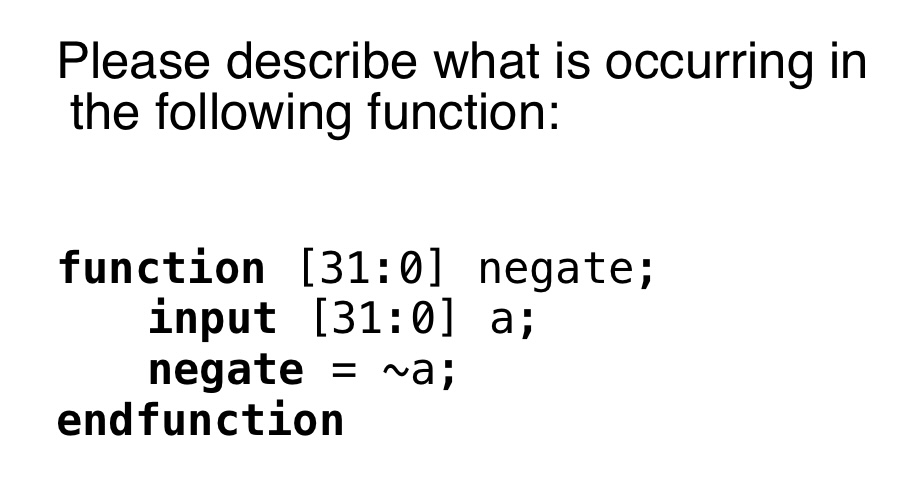 Please describe what is occurring in
the following function:
function [31:0] negate;
input [31:0] a;
negate = ~a;
endfunction